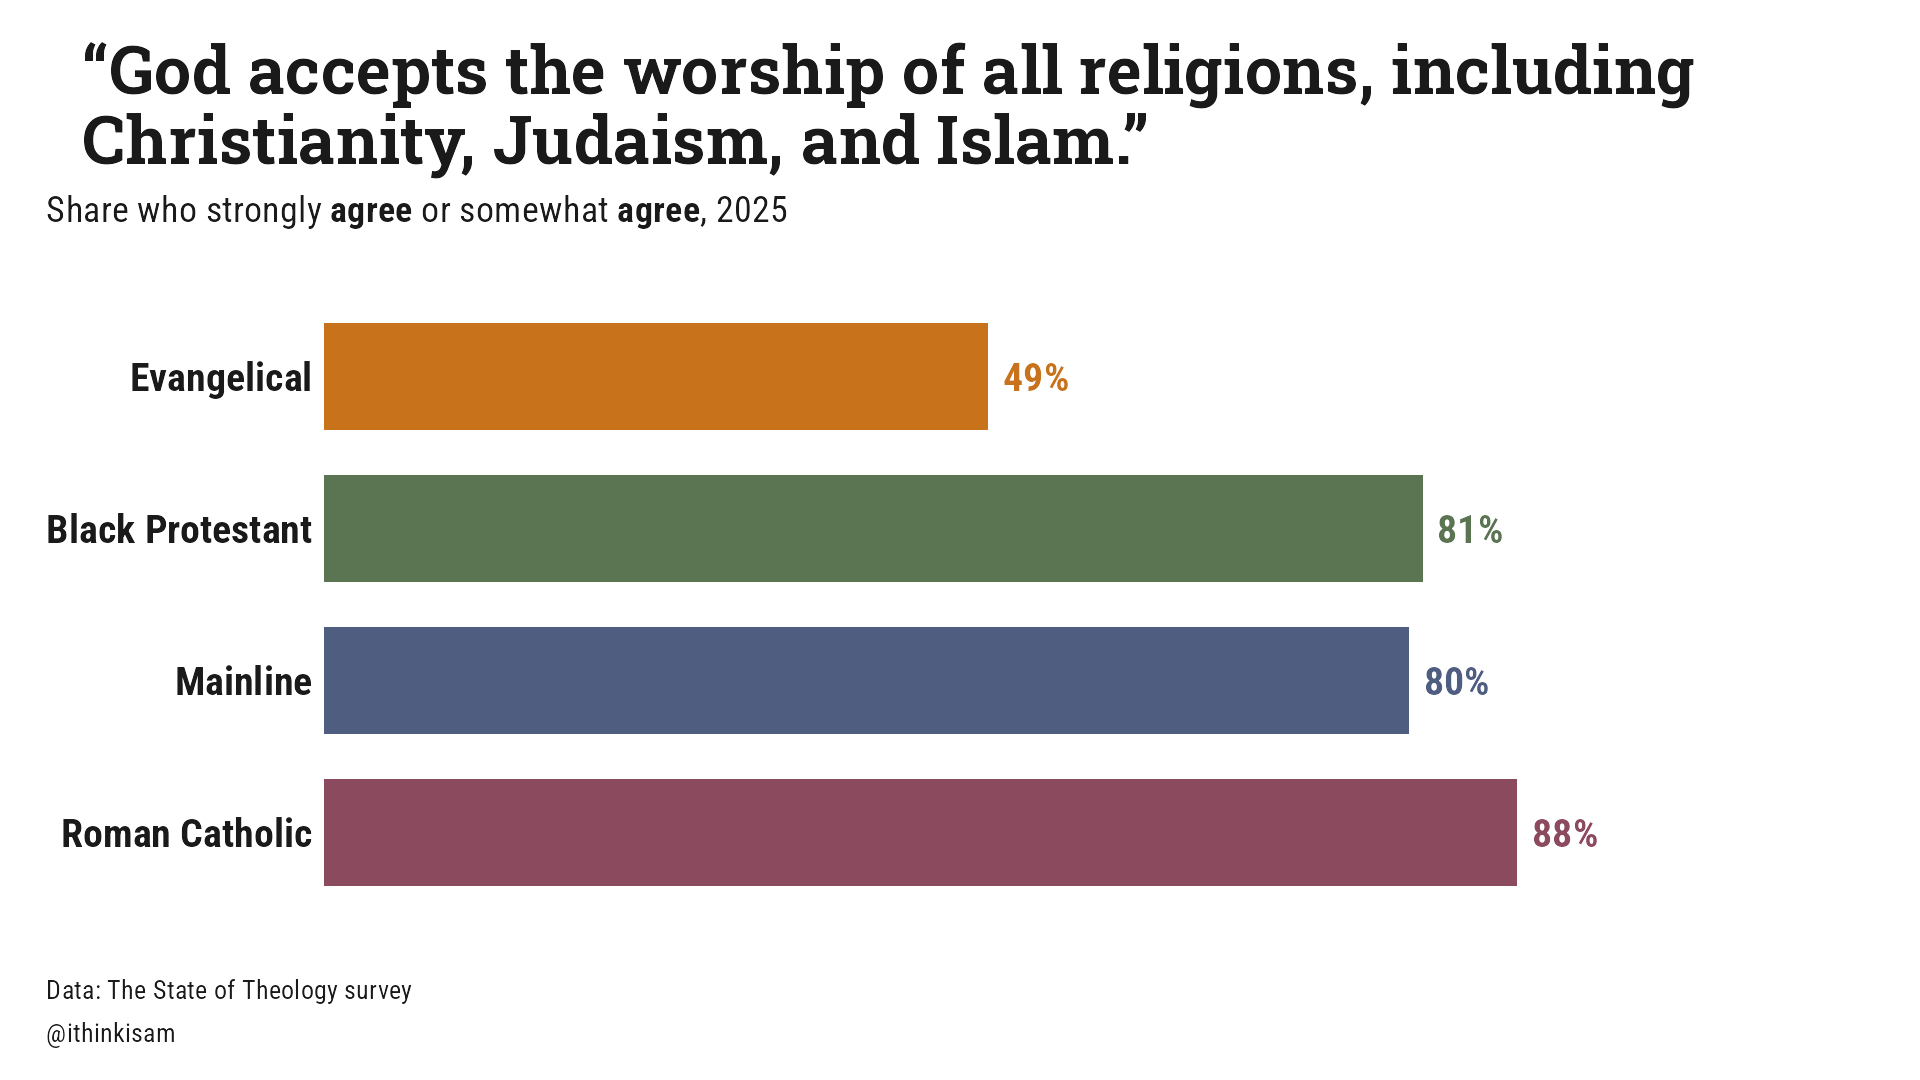 “God accepts the worship of all religions, including
Christianity, Judaism, and Islam.”
Share who strongly agree or somewhat agree, 2025
Evangelical 49%
Black Protestant 81%
Mainline 80%
Roman Catholic 88%
Data: The State of Theology survey
@ithinkisam